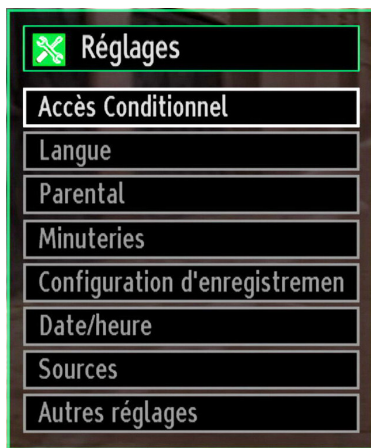 Réglages
Accès Conditionnel
Langue
Parental
Minuteries
Configuration d'enregistremen
Date/heure
Sources
Autres réglages